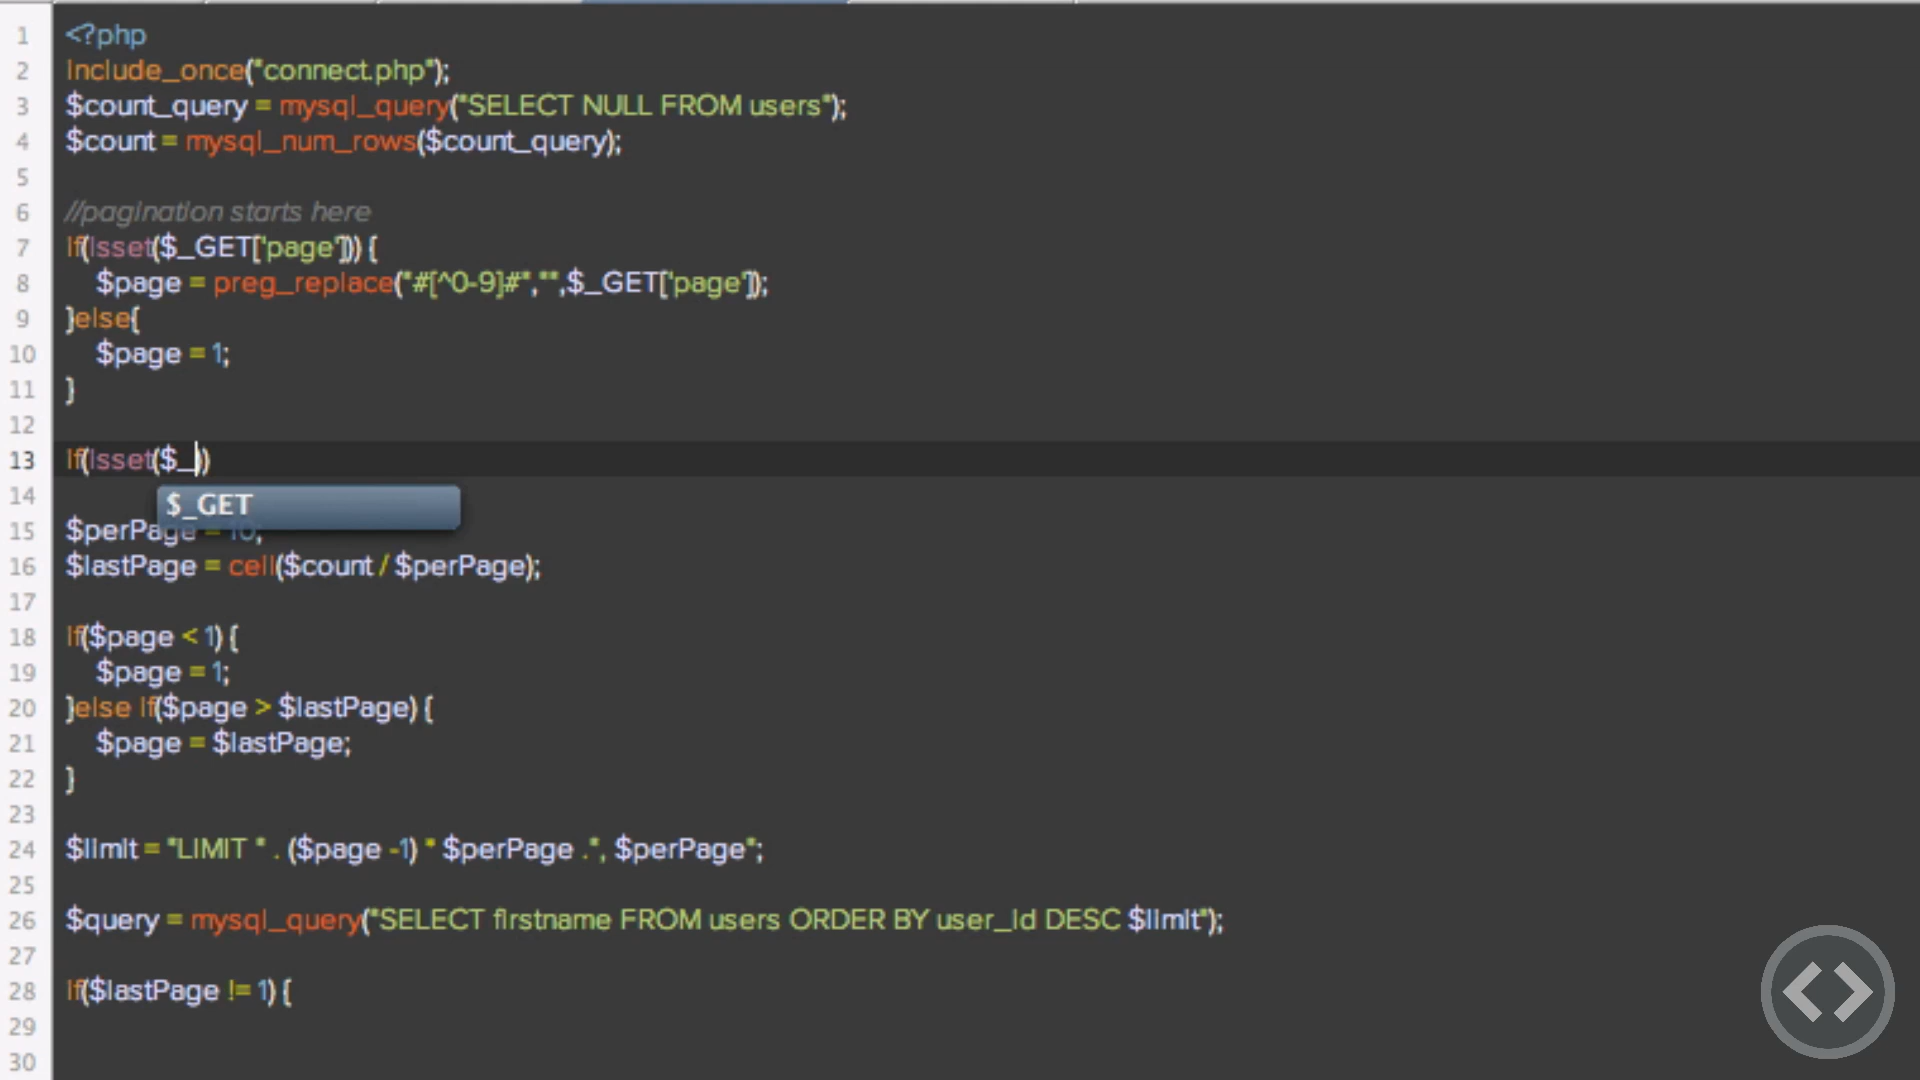 1 <?php
2 include_once("connect.php");
3 $count_query = mysql_query("SELECT NULL FROM users");
4 $count = mysql_num_rows($count_query);
5
6 //pagination starts here
7 if(isset($_GET['page'])) {
8 $page = preg_replace("#[^0-9]#","",$_GET['page']);
9 }else{
10 $page = 1;
11 }
12
13 if(isset($_))
$_GET
14
15 $perPage = 10;
16 $lastPage = ceil($count / $perPage);
17
18 if($page < 1) {
19 $page = 1;
20 }else if($page > $lastPage) {
21 $page = $lastPage;
22 }
23
24 $limit = "LIMIT " . ($page -1) * $perPage .", $perPage";
25
26 $query = mysql_query("SELECT firstname FROM users ORDER BY user_id DESC $limit");
27
28 if($lastPage != 1) {
29
30